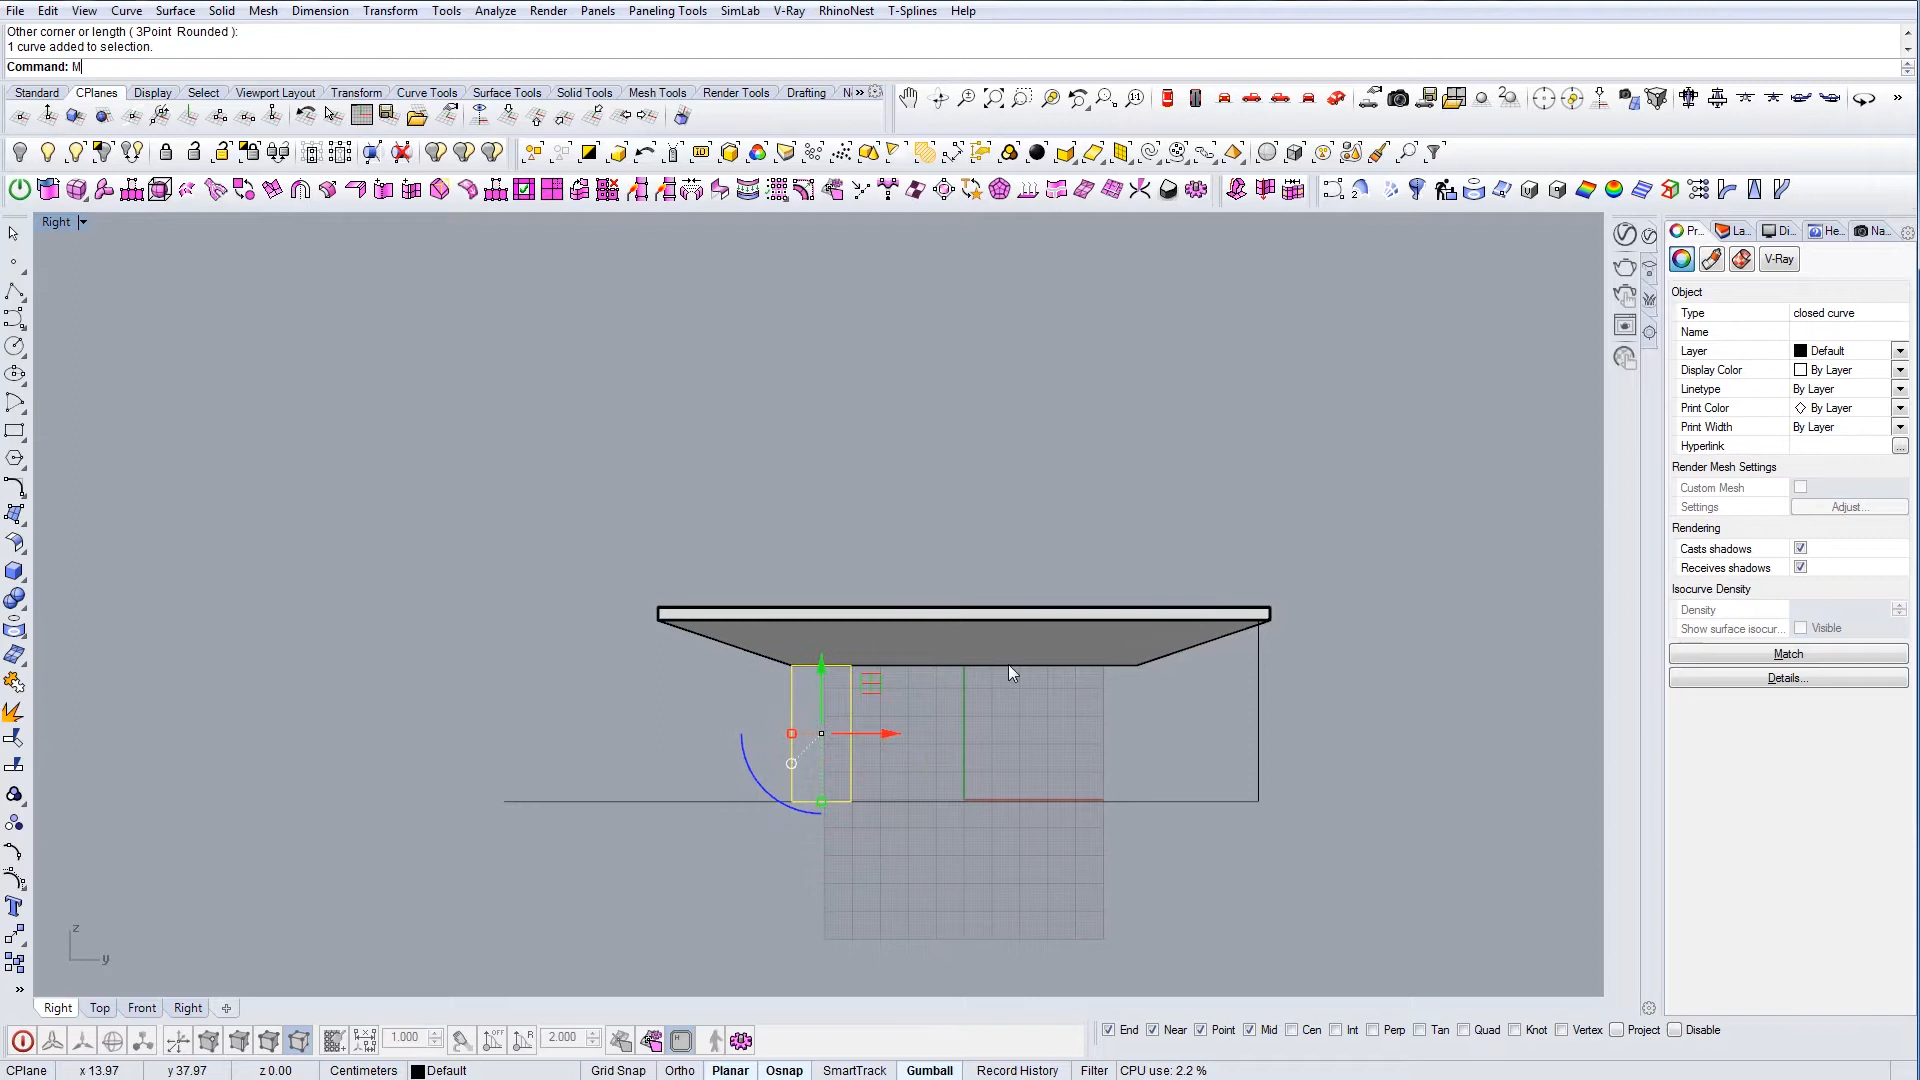 File Edit View Curve Surface Solid Mesh Dimension Transform Tools Analyze Render Panels Paneling Tools SimLab V-Ray RhinoNest T-Splines Help
Other corner or length ( 3Point Rounded ):
1 curve added to selection.
Command: M
Standard CPlanes Display Select Viewport Layout Transform Curve Tools Surface Tools Solid Tools Mesh Tools Render Tools Drafting N »
Right
Pr... La... Di... He... Na...
V-Ray
Object
Type closed curve
Name
Layer Default
Display Color By Layer
Linetype By Layer
Print Color By Layer
Print Width By Layer
Hyperlink ...
Render Mesh Settings
Custom Mesh
Settings Adjust...
Rendering
Casts shadows
Receives shadows
Isocurve Density
Density
Show surface isocur... Visible
Match
Details...
z
y
Right Top Front Right
1.000 2.000
End Near Point Mid Cen Int Perp Tan Quad Knot Vertex Project Disable
CPlane x 13.97 y 37.97 z 0.00 Centimeters Default Grid Snap Ortho Planar Osnap SmartTrack Gumball Record History Filter CPU use: 2.2 %